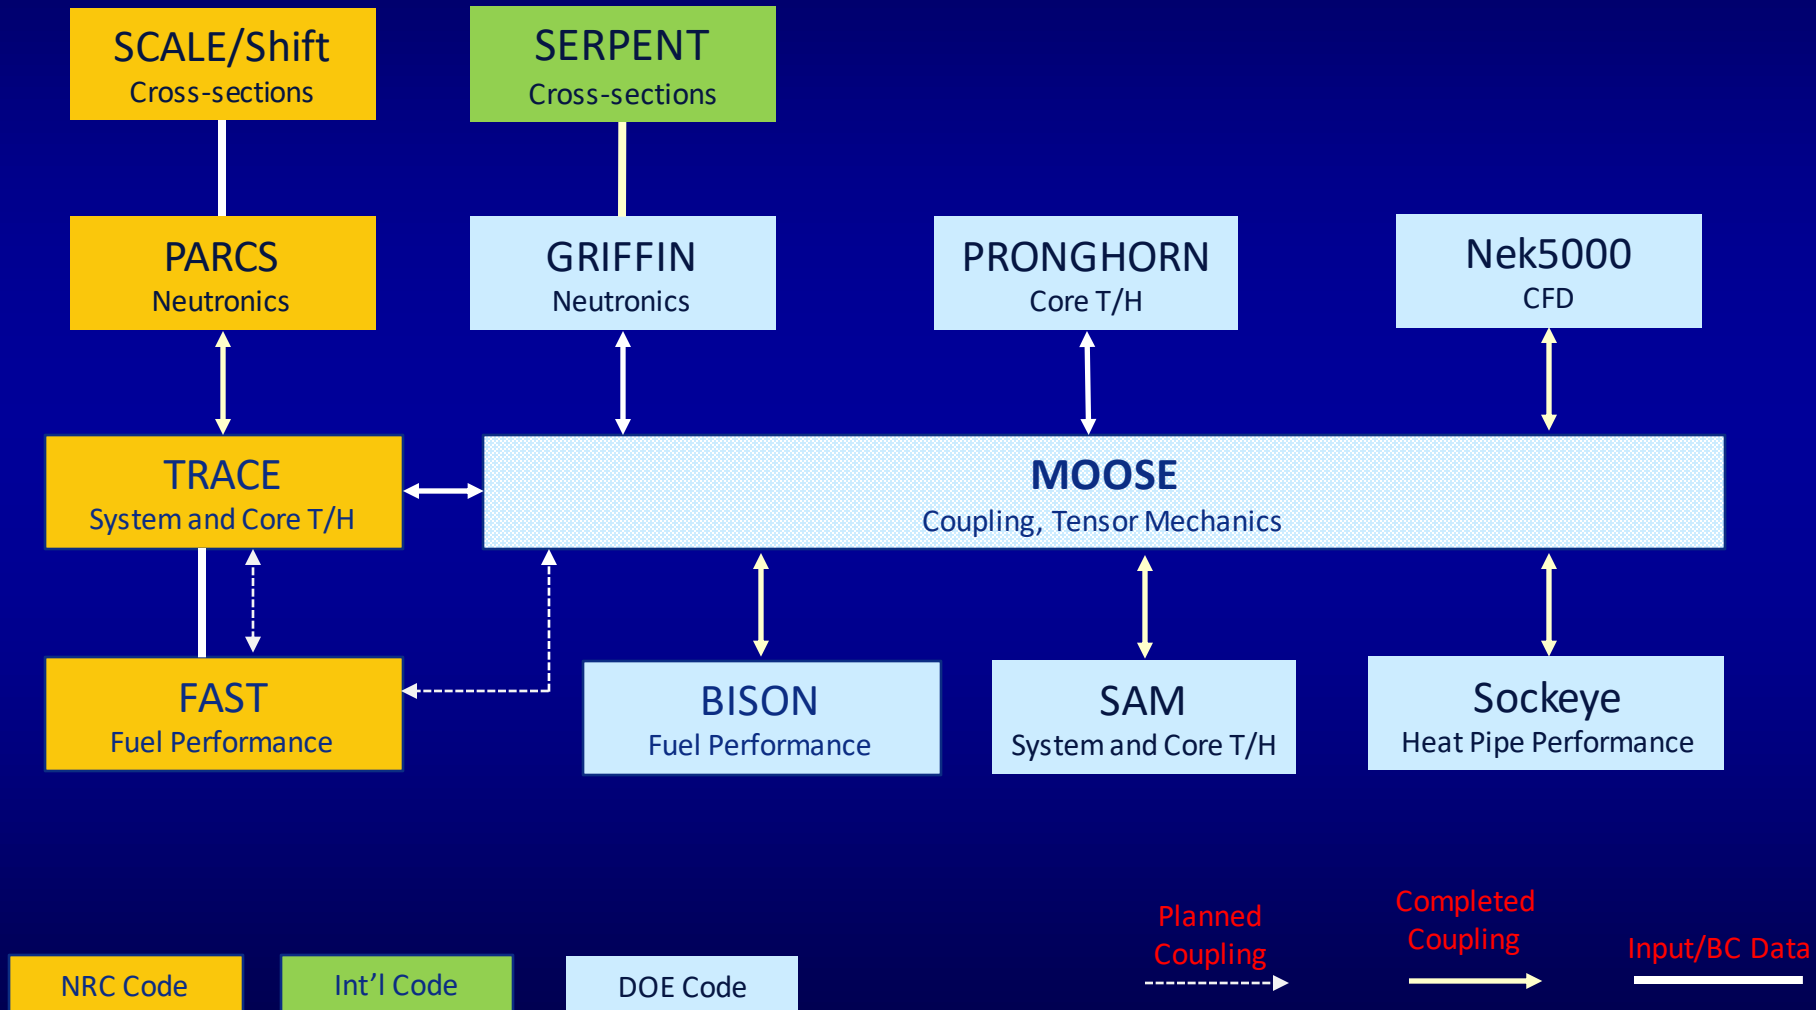 SCALE/Shift
Cross-sections
SERPENT
Cross-sections
PARCS
Neutronics
GRIFFIN
Neutronics
PRONGHORN
Core T/H
Nek5000
CFD
TRACE
System and Core T/H
MOOSE
Coupling, Tensor Mechanics
FAST
Fuel Performance
BISON
Fuel Performance
SAM
System and Core T/H
Sockeye
Heat Pipe Performance
Planned
Coupling
Completed
Coupling
Input/BC Data
NRC Code
Int’l Code
DOE Code